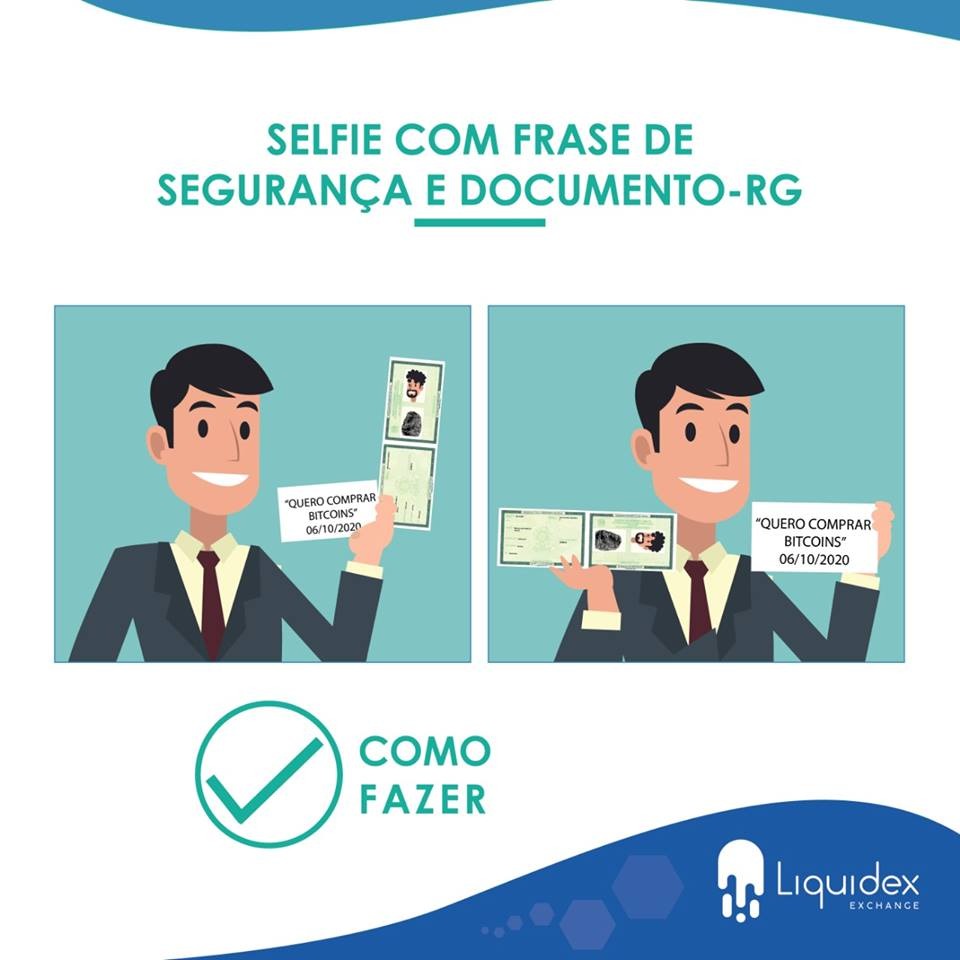 SELFIE COM FRASE DE
SEGURANÇA E DOCUMENTO-RG
"QUERO COMPRAR
BITCOINS"
06/10/2020
"QUERO COMPRAR
BITCOINS"
06/10/2020
COMO
FAZER
Liquidex
EXCHANGE